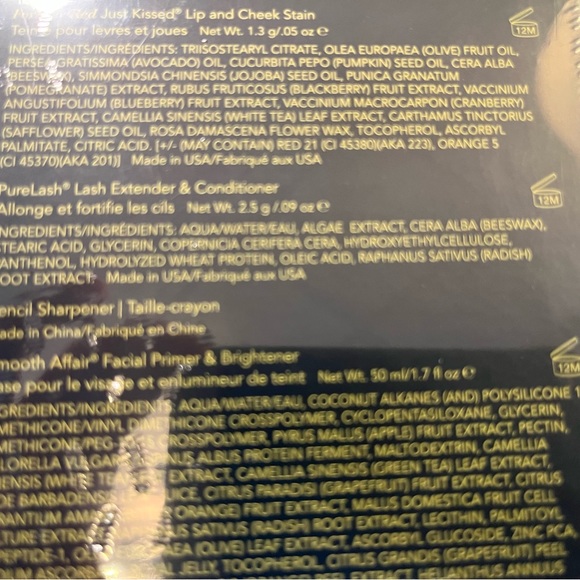 Just Kissed® Lip and Cheek Stain
pour lèvres et joues Net Wt. 1.3 g/.05 oz e
12M
INGREDIENTS/INGRÉDIENTS: TRIISOSTEARYL CITRATE, OLEA EUROPAEA (OLIVE) FRUIT OIL,
PERSEA GRATISSIMA (AVOCADO) OIL, CUCURBITA PEPO (PUMPKIN) SEED OIL, CERA ALBA
(BEESWAX), SIMMONDSIA CHINENSIS (JOJOBA) SEED OIL, PUNICA GRANATUM
(POMEGRANATE) EXTRACT, RUBUS FRUTICOSUS (BLACKBERRY) FRUIT EXTRACT, VACCINIUM
ANGUSTIFOLIUM (BLUEBERRY) FRUIT EXTRACT, VACCINIUM MACROCARPON (CRANBERRY)
FRUIT EXTRACT, CAMELLIA SINENSIS (WHITE TEA) LEAF EXTRACT, CARTHAMUS TINCTORIUS
(SAFFLOWER) SEED OIL, ROSA DAMASCENA FLOWER WAX, TOCOPHEROL, ASCORBYL
PALMITATE, CITRIC ACID. [+/- (MAY CONTAIN) RED 21 (CI 45380)(AKA 223), ORANGE 5
(CI 45370)(AKA 201)] Made in USA/Fabriqué aux USA
PureLash® Lash Extender & Conditioner
Allonge et fortifie les cils Net Wt. 2.5 g/.09 oz e
12M
INGREDIENTS/INGRÉDIENTS: AQUA/WATER/EAU, ALGAE EXTRACT, CERA ALBA (BEESWAX),
STEARIC ACID, GLYCERIN, COPERNICIA CERIFERA CERA, HYDROXYETHYLCELLULOSE,
PANTHENOL, HYDROLYZED WHEAT PROTEIN, OLEIC ACID, RAPHANUS SATIVUS (RADISH)
ROOT EXTRACT. Made in USA/Fabriqué aux USA
encil Sharpener | Taille-crayon
ade in China/Fabriqué en Chine
mooth Affair® Facial Primer & Brightener
ase pour le visage et enlumineur de teint Net Wt. 50 ml/1.7 fl oz e
12M
GREDIENTS/INGRÉDIENTS: AQUA/WATER/EAU, COCONUT ALKANES (AND) POLYSILICONE 1
METHICONE/VINYL DIMETHICONE CROSSPOLYMER, CYCLOPENTASILOXANE, GLYCERIN,
CROSSPOLYMER, PYRUS MALUS (APPLE) FRUIT EXTRACT, PECTIN,
ALBUS PROTEIN FERMENT, MALTODEXTRIN, CAMELLIA
EXTRACT, CAMELLIA SINENSIS (GREEN TEA) LEAF EXTRACT,
CITRUS PARADISI (GRAPEFRUIT) FRUIT EXTRACT, CITRUS
(ORANGE) FRUIT EXTRACT, MALUS DOMESTICA FRUIT CELL
SATIVUS (RADISH) ROOT EXTRACT, LECITHIN, PALMITOYL
(OLIVE) LEAF EXTRACT, ASCORBYL GLUCOSIDE, ZINC PCA,
JELLY, TOCOPHEROL, CITRUS GRANDIS (GRAPEFRUIT) PEEL
EXTRACT, HELIANTHUS ANNUUS